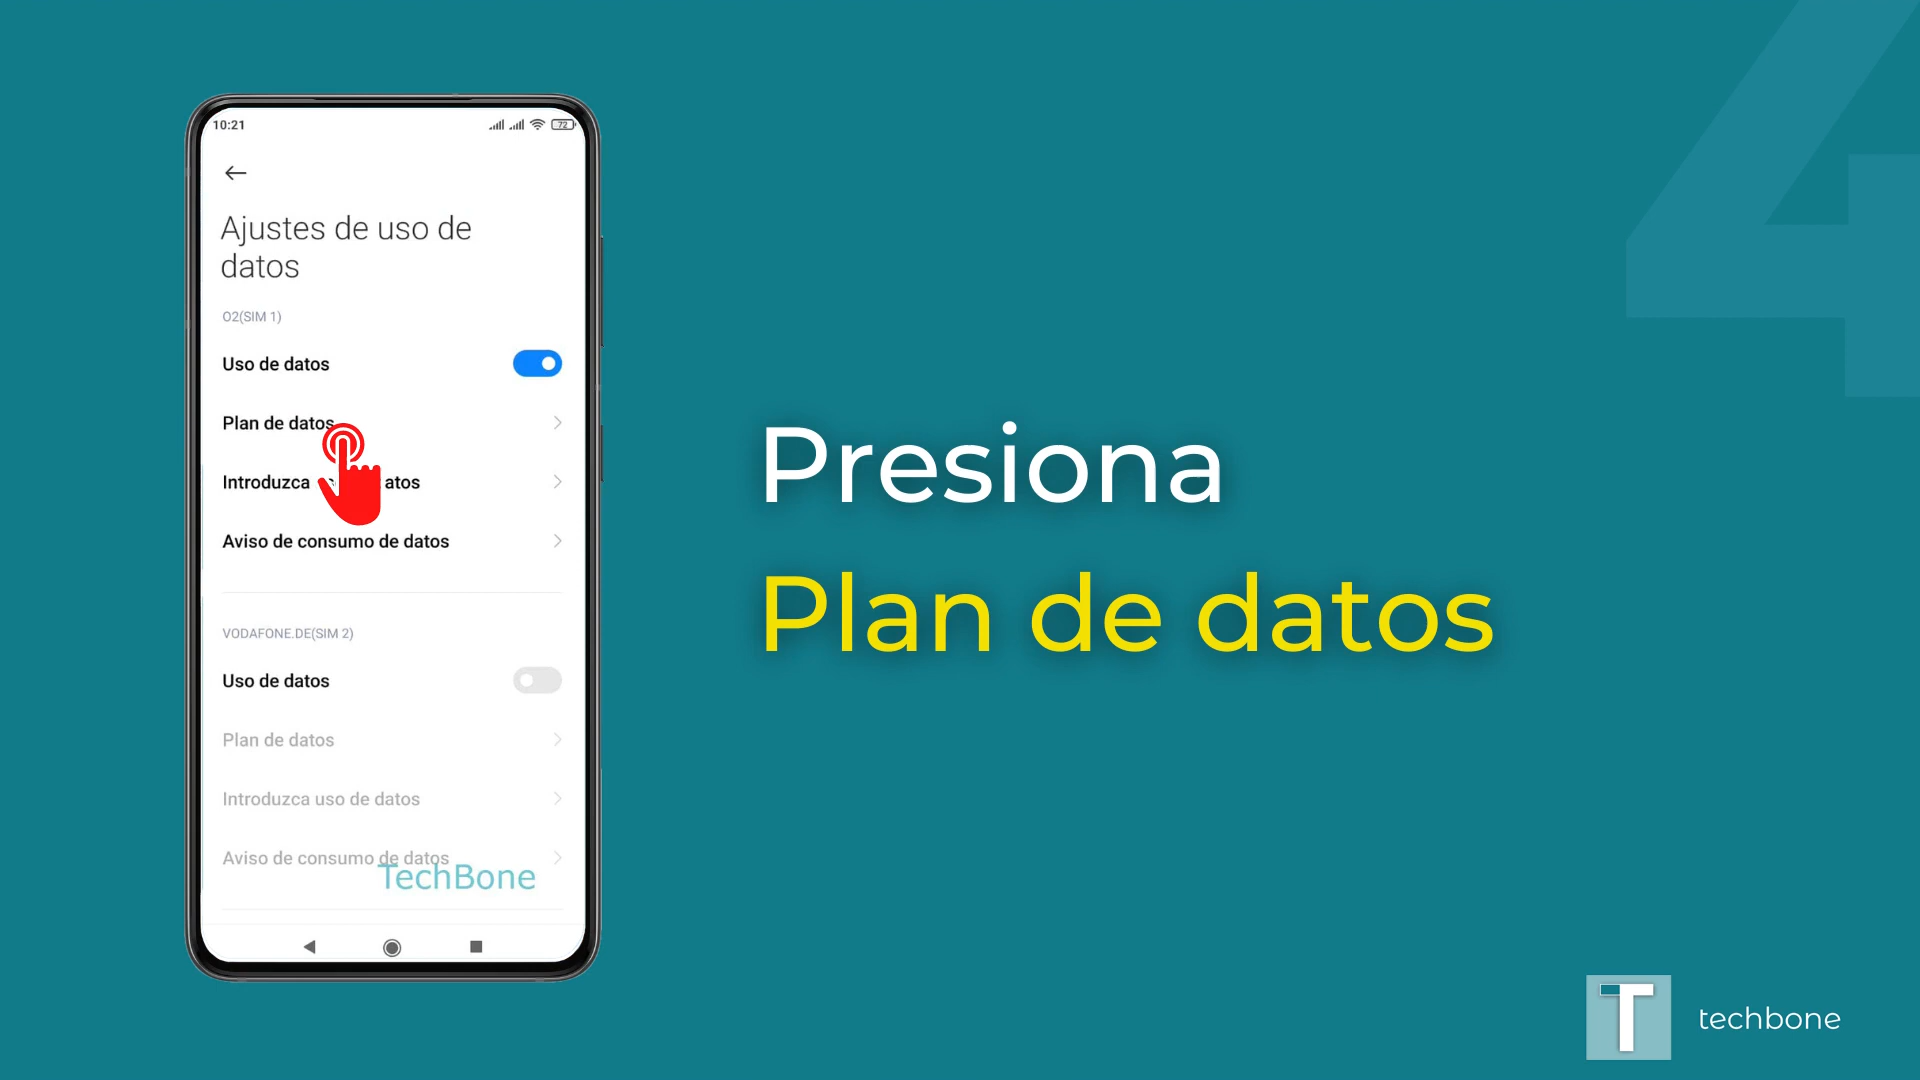 4
10:21
72
Ajustes de uso de
datos
O2(SIM 1)
Uso de datos
Plan de datos
Introduzca atos
Aviso de consumo de datos
VODAFONE.DE(SIM 2)
Uso de datos
Plan de datos
Introduzca uso de datos
Aviso de consumo de datos
TechBone
Presiona
Plan de datos
T
techbone